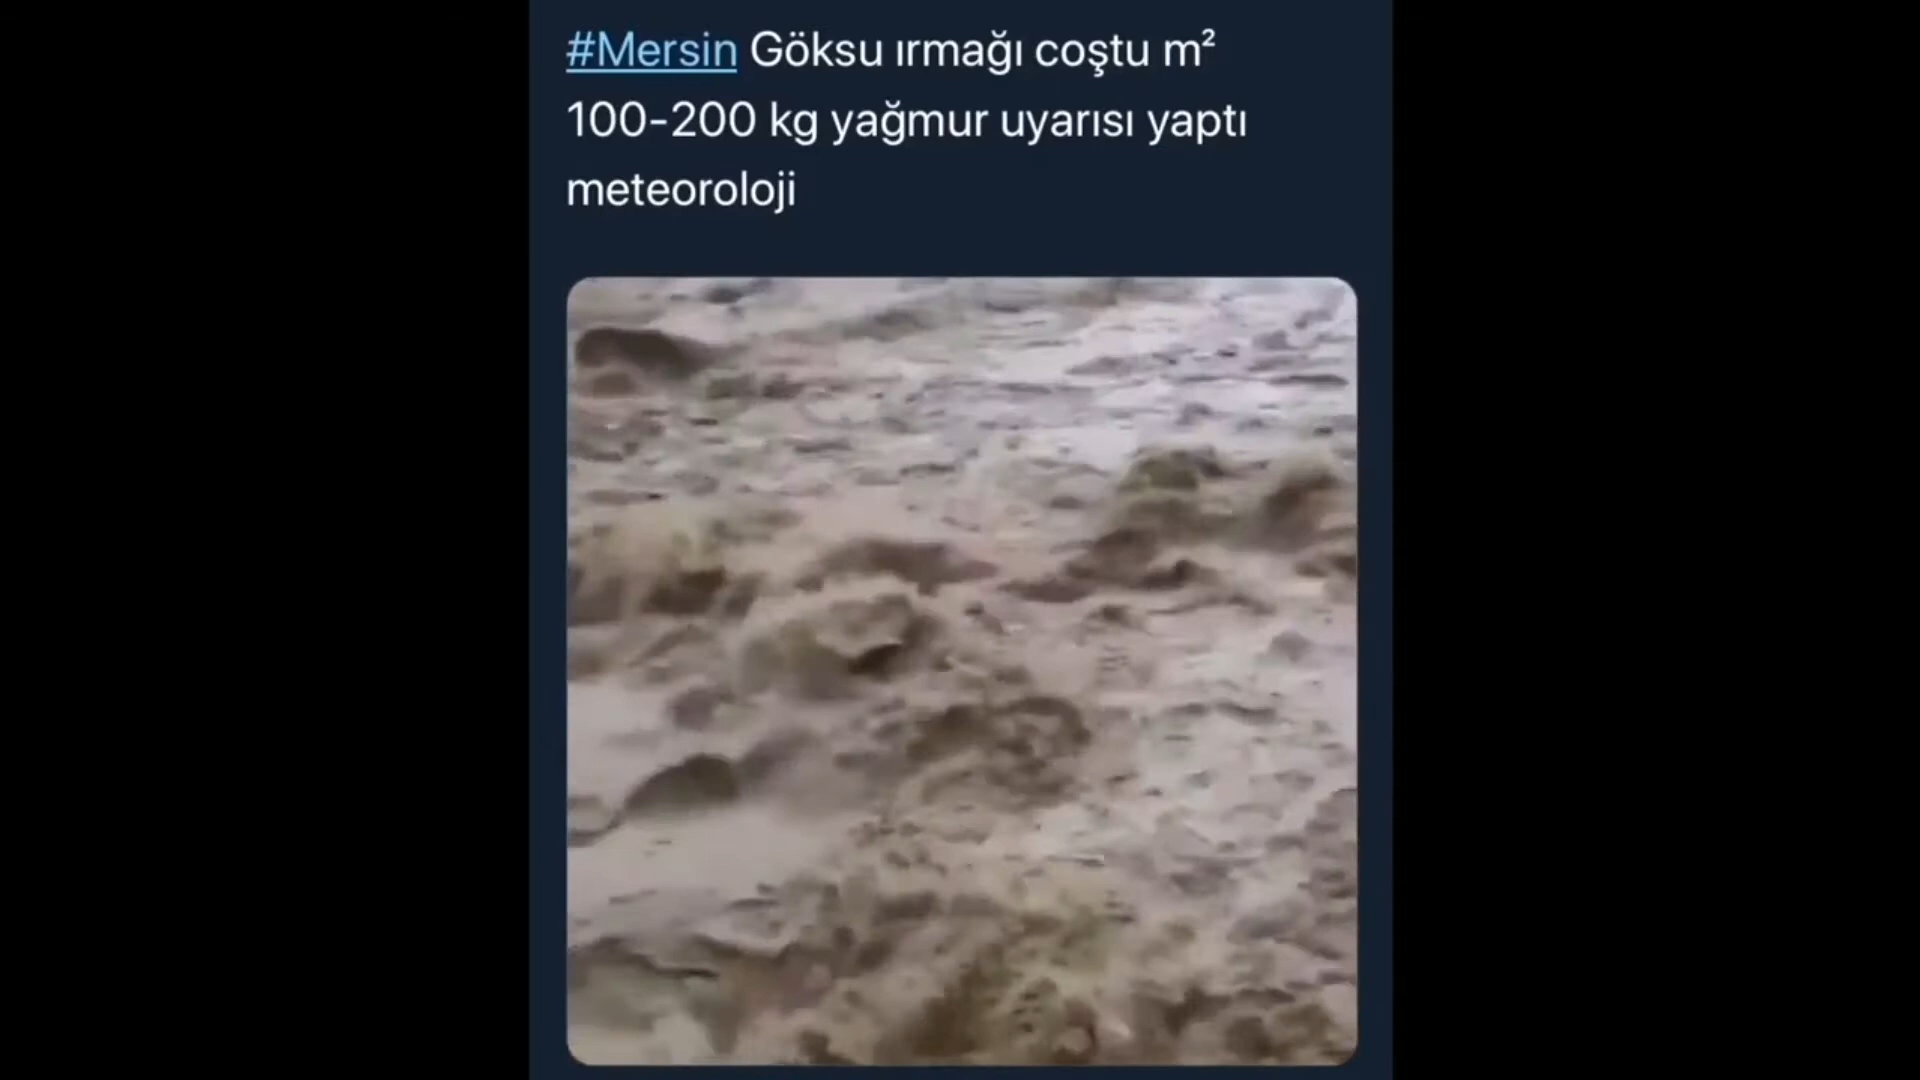 #Mersin Göksu ırmağı coştu m²
100-200 kg yağmur uyarısı yaptı
meteoroloji